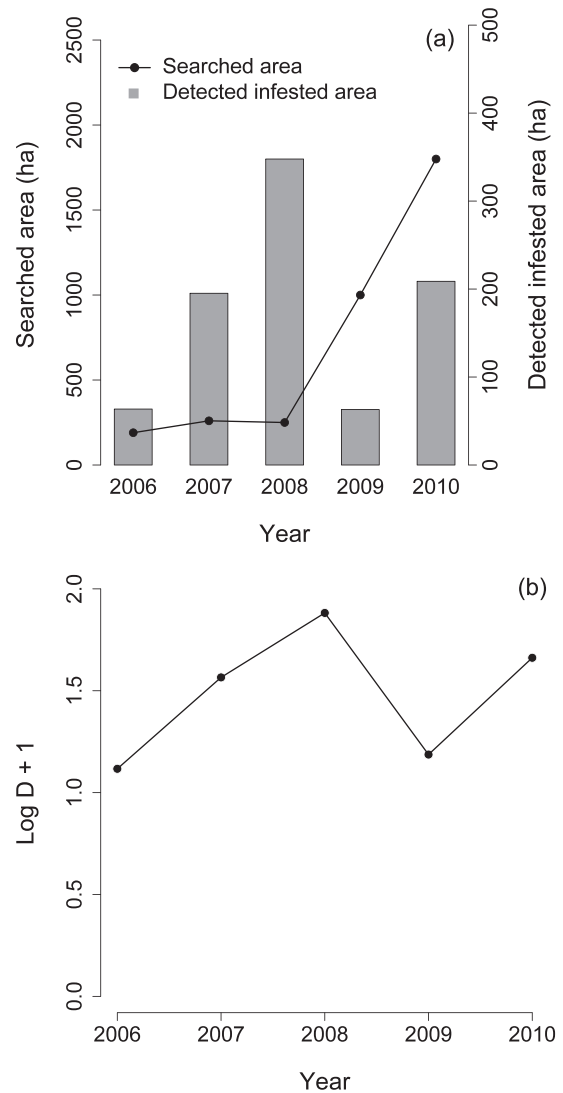 (a)
Searched area
Detected infested area
Searched area (ha)
0
500
1000
1500
2000
2500
Detected infested area (ha)
0
100
200
300
400
500
2006 2007 2008 2009 2010
Year
(b)
Log D + 1
0.0
0.5
1.0
1.5
2.0
2006 2007 2008 2009 2010
Year